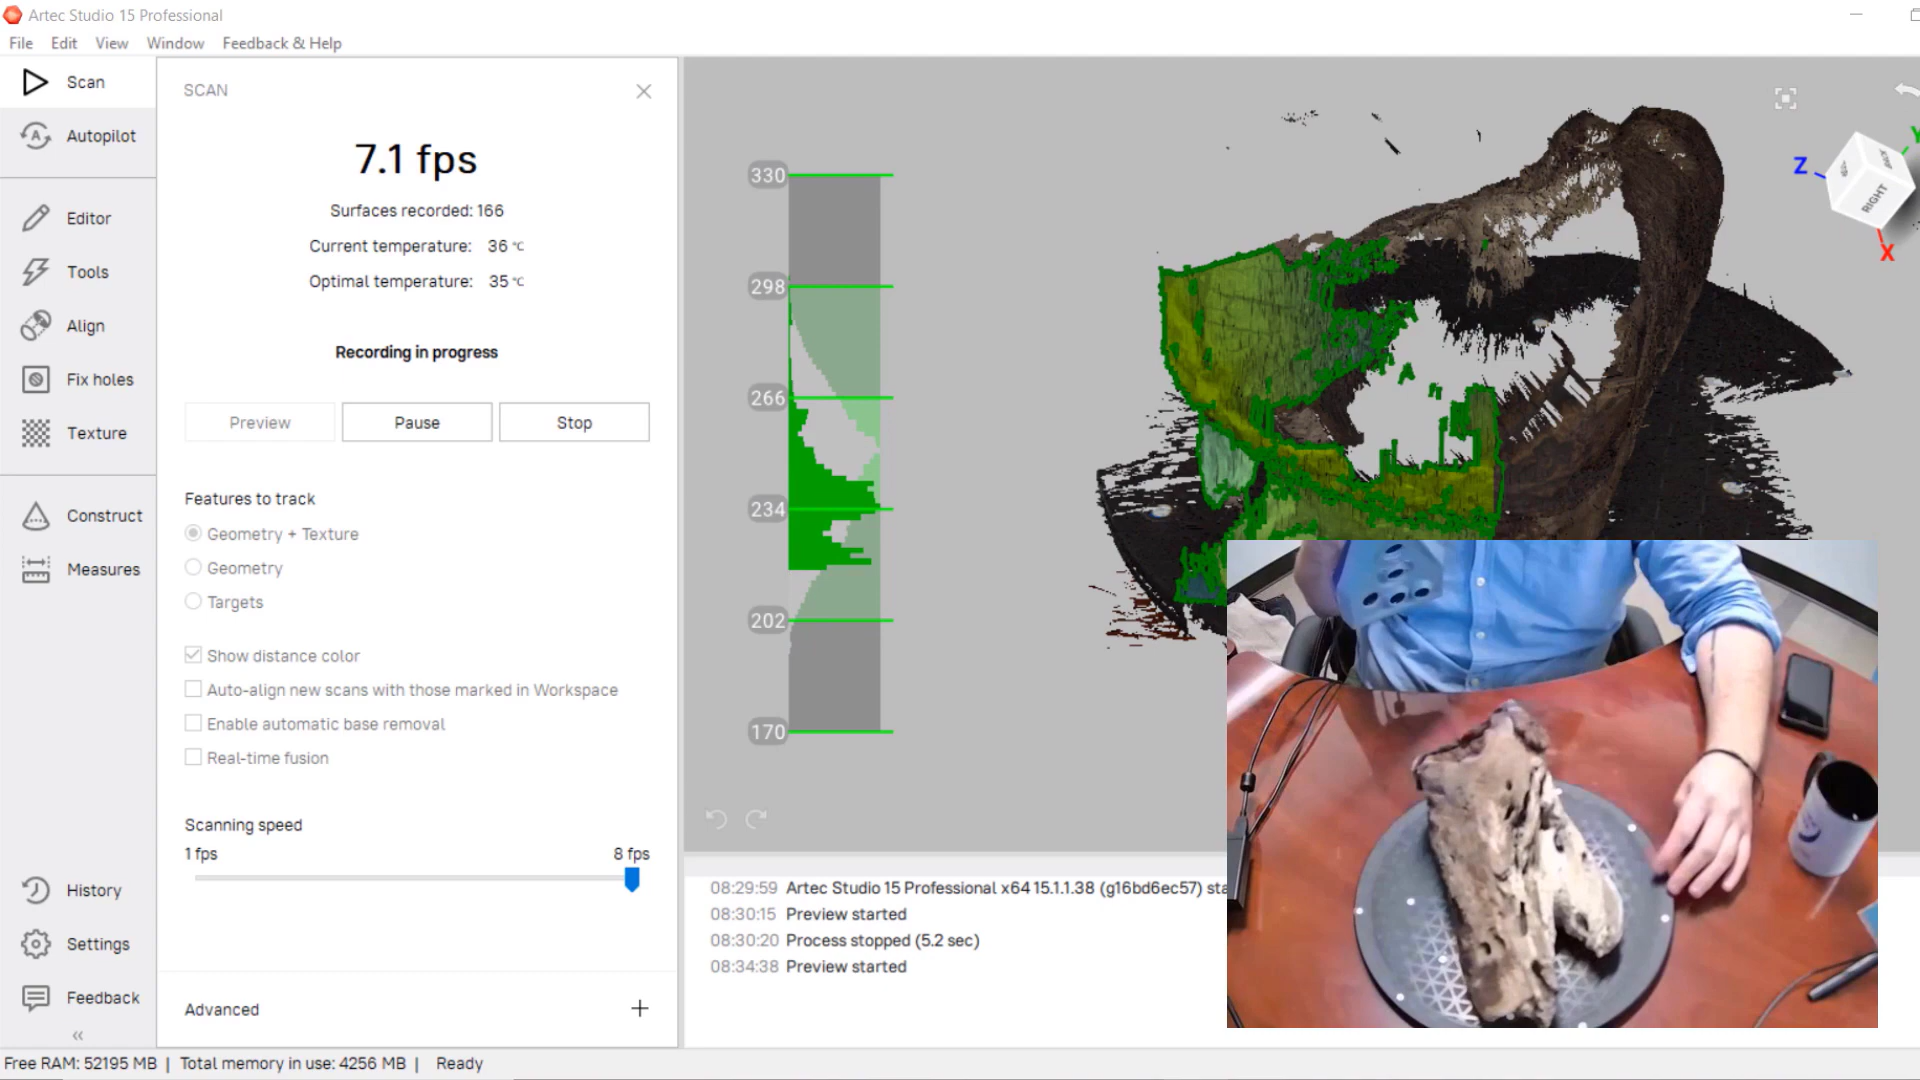 Artec Studio 15 Professional
File Edit View Window Feedback & Help
Scan
Autopilot
Editor
Tools
Align
Fix holes
Texture
Construct
Measures
History
Settings
Feedback
SCAN
7.1 fps
Surfaces recorded: 166
Current temperature: 36 °C
Optimal temperature: 35 °C
Recording in progress
Preview Pause Stop
Features to track
Geometry + Texture
Geometry
Targets
Show distance color
Auto-align new scans with those marked in Workspace
Enable automatic base removal
Real-time fusion
Scanning speed
1 fps 8 fps
Advanced
330
298
266
234
202
170
Z
Y
X
RIGHT
08:29:59 Artec Studio 15 Professional x64 15.1.1.38 (g16bd6ec57) sta
08:30:15 Preview started
08:30:20 Process stopped (5.2 sec)
08:34:38 Preview started
Free RAM: 52195 MB | Total memory in use: 4256 MB | Ready